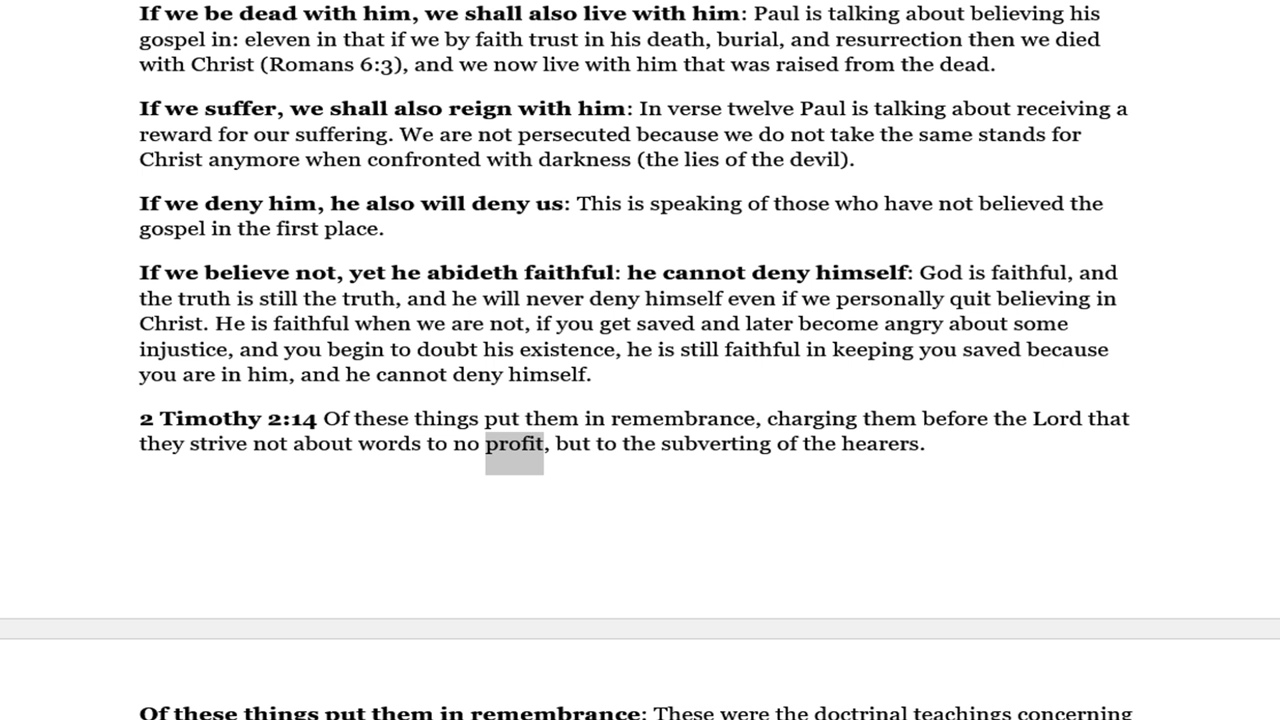 If we be dead with him, we shall also live with him: Paul is talking about believing his
gospel in: eleven in that if we by faith trust in his death, burial, and resurrection then we died
with Christ (Romans 6:3), and we now live with him that was raised from the dead.
If we suffer, we shall also reign with him: In verse twelve Paul is talking about receiving a
reward for our suffering. We are not persecuted because we do not take the same stands for
Christ anymore when confronted with darkness (the lies of the devil).
If we deny him, he also will deny us: This is speaking of those who have not believed the
gospel in the first place.
If we believe not, yet he abideth faithful: he cannot deny himself: God is faithful, and
the truth is still the truth, and he will never deny himself even if we personally quit believing in
Christ. He is faithful when we are not, if you get saved and later become angry about some
injustice, and you begin to doubt his existence, he is still faithful in keeping you saved because
you are in him, and he cannot deny himself.
2 Timothy 2:14 Of these things put them in remembrance, charging them before the Lord that
they strive not about words to no profit, but to the subverting of the hearers.
Of these things put them in remembrance: These were the doctrinal teachings concerning